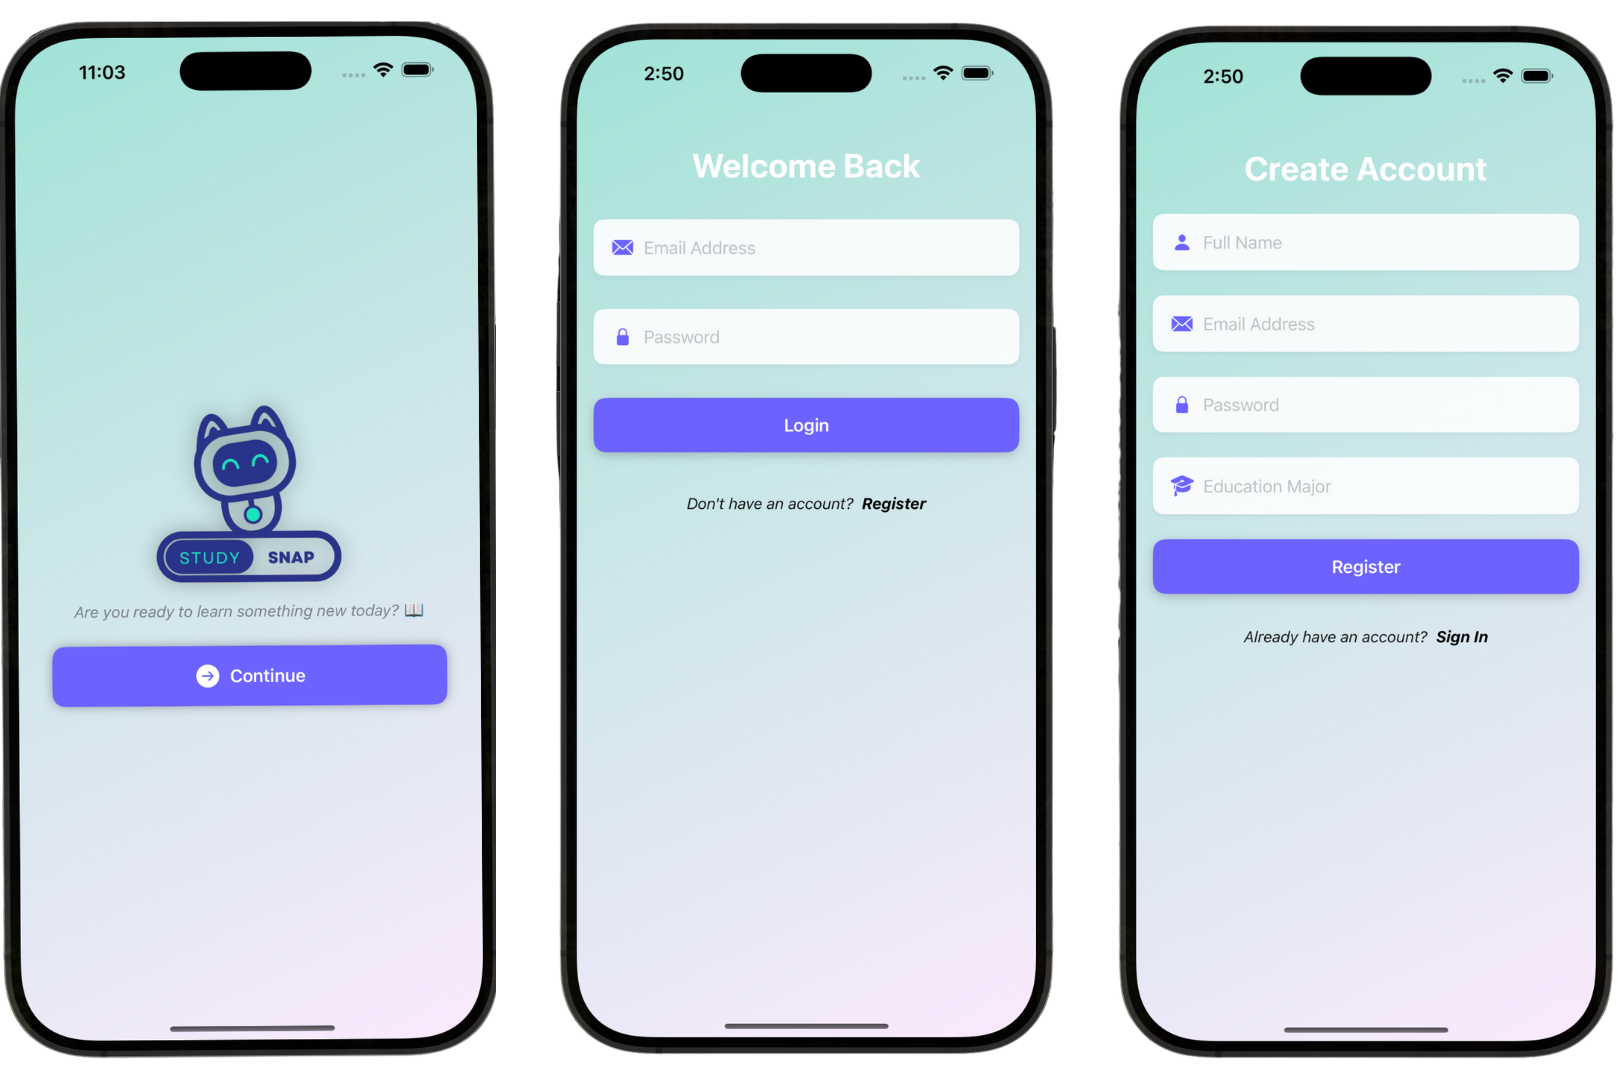 11:03
STUDY SNAP
Are you ready to learn something new today? 📖
Continue
2:50
Welcome Back
Email Address
Password
Login
Don't have an account? Register
2:50
Create Account
Full Name
Email Address
Password
Education Major
Register
Already have an account? Sign In